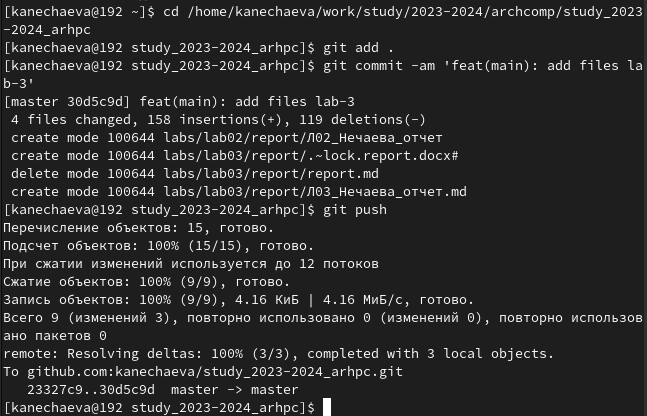 [kanechaeva@192 ~]$ cd /home/kanechaeva/work/study/2023-2024/archcomp/study_2023
-2024_arhpc
[kanechaeva@192 study_2023-2024_arhpc]$ git add .
[kanechaeva@192 study_2023-2024_arhpc]$ git commit -am 'feat(main): add files la
b-3'
[master 30d5c9d] feat(main): add files lab-3
 4 files changed, 158 insertions(+), 119 deletions(-)
 create mode 100644 labs/lab02/report/Л02_Нечаева_отчет
 create mode 100644 labs/lab03/report/.~lock.report.docx#
 delete mode 100644 labs/lab03/report/report.md
 create mode 100644 labs/lab03/report/Л03_Нечаева_отчет.md
[kanechaeva@192 study_2023-2024_arhpc]$ git push
Перечисление объектов: 15, готово.
Подсчет объектов: 100% (15/15), готово.
При сжатии изменений используется до 12 потоков
Сжатие объектов: 100% (9/9), готово.
Запись объектов: 100% (9/9), 4.16 КиБ | 4.16 МиБ/с, готово.
Всего 9 (изменений 3), повторно использовано 0 (изменений 0), повторно использов
ано пакетов 0
remote: Resolving deltas: 100% (3/3), completed with 3 local objects.
To github.com:kanechaeva/study_2023-2024_arhpc.git
   23327c9..30d5c9d  master -> master
[kanechaeva@192 study_2023-2024_arhpc]$